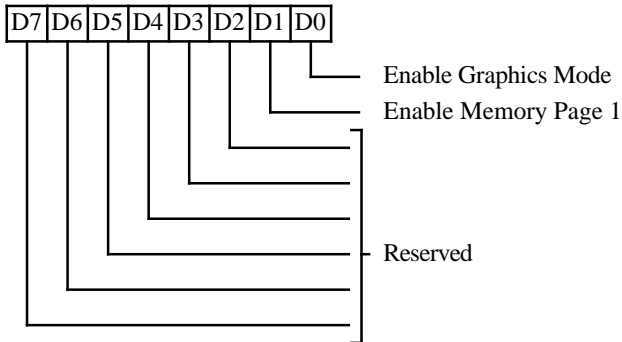 D7 D6 D5 D4 D3 D2 D1 D0
Enable Graphics Mode
Enable Memory Page 1
Reserved